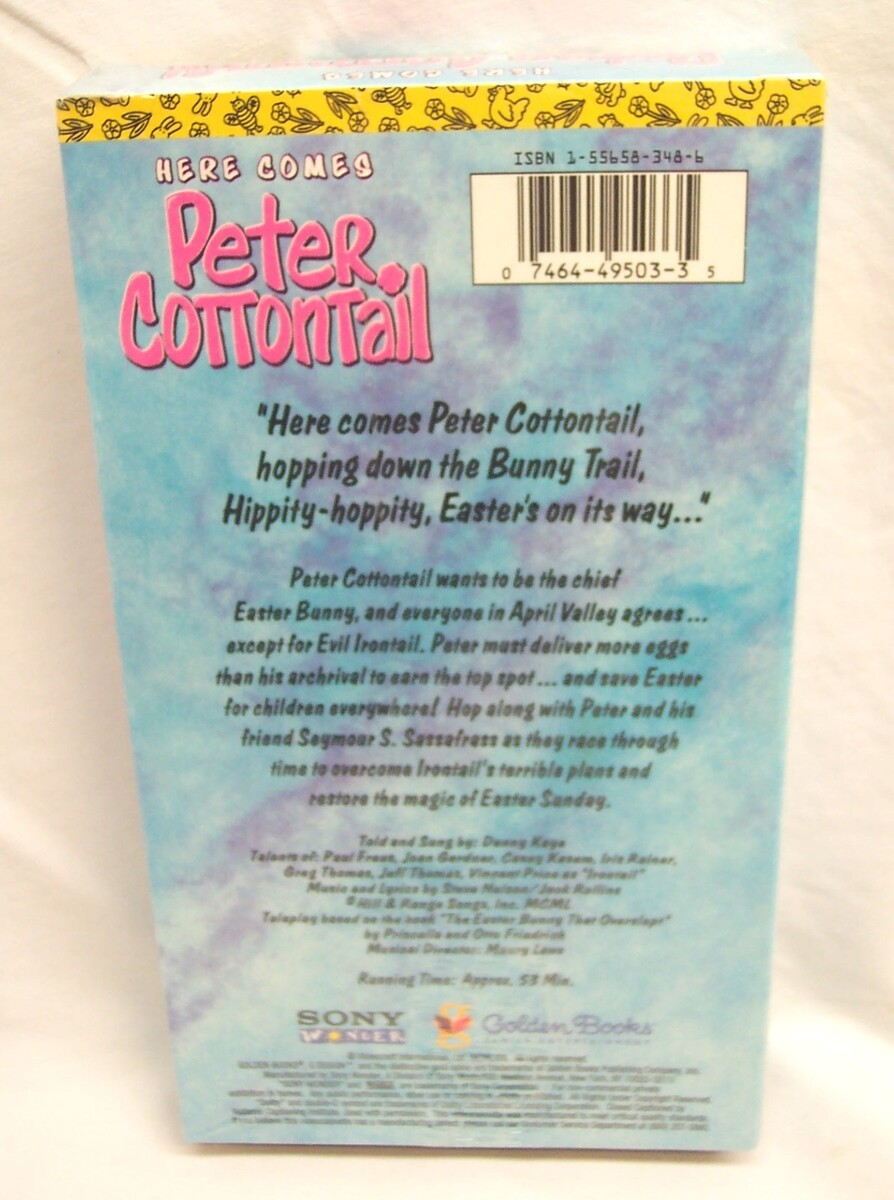 HERE COMES
Peter
Cottontail
ISBN 1-55658-348-6
0 7464-49503-3 5
"Here comes Peter Cottontail,
hopping down the Bunny Trail,
Hippity-hoppity, Easter's on its way..."
Peter Cottontail wants to be the chief
Easter Bunny, and everyone in April Valley agrees...
except for Evil Irontail. Peter must deliver more eggs
than his archrival to earn the top spot... and save Easter
for children everywhere! Hop along with Peter and his
friend Seymour S. Sassafrass as they race through
time to overcome Irontail's terrible plans and
restore the magic of Easter Sunday.
Told and Sung by: Danny Kaye
Talents of: Paul Frees, Joan Gardner, Casey Kasem, Iris Rainer,
Greg Thomas, Jeff Thomas, Vincent Price as "Irontail"
Music and Lyrics by Steve Nelson/Jack Rollins
© Hill & Range Songs, Inc. MCML
Teleplay based on the book "The Easter Bunny That Overslept"
by Priscilla and Otto Friedrich
Musical Director: Maury Laws
Running Time: Approx. 53 Min.
SONY
WONDER
Golden Books
FAMILY ENTERTAINMENT